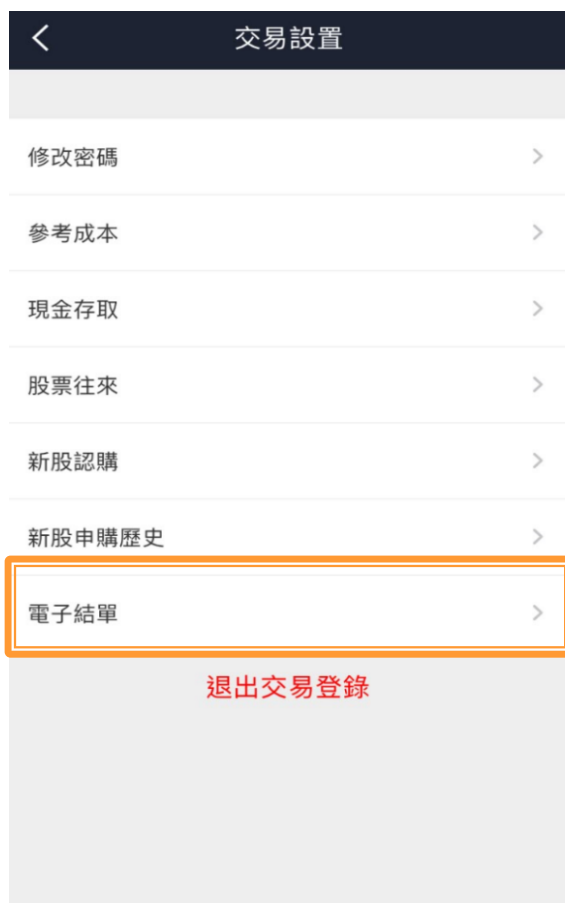 交易設置
修改密碼
參考成本
現金存取
股票往來
新股認購
新股申購歷史
電子結單
退出交易登錄